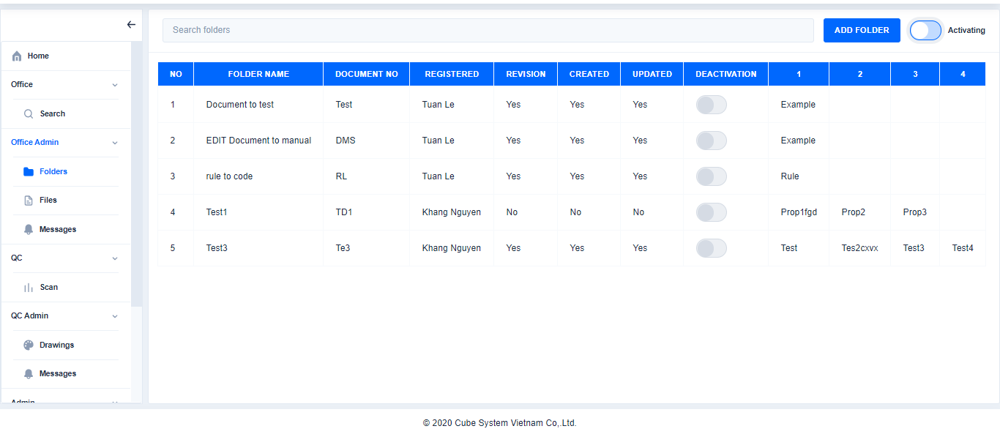 Search folders
ADD FOLDER
Activating
Home
Office
Search
Office Admin
Folders
Files
Messages
QC
Scan
QC Admin
Drawings
Messages
Admin
NO FOLDER NAME DOCUMENT NO REGISTERED REVISION CREATED UPDATED DEACTIVATION 1 2 3 4
1 Document to test Test Tuan Le Yes Yes Yes Example
2 EDIT Document to manual DMS Tuan Le Yes Yes Yes Example
3 rule to code RL Tuan Le Yes Yes Yes Rule
4 Test1 TD1 Khang Nguyen No No No Prop1fgd Prop2 Prop3
5 Test3 Te3 Khang Nguyen Yes Yes Yes Test Tes2cxvx Test3 Test4
© 2020 Cube System Vietnam Co,.Ltd.